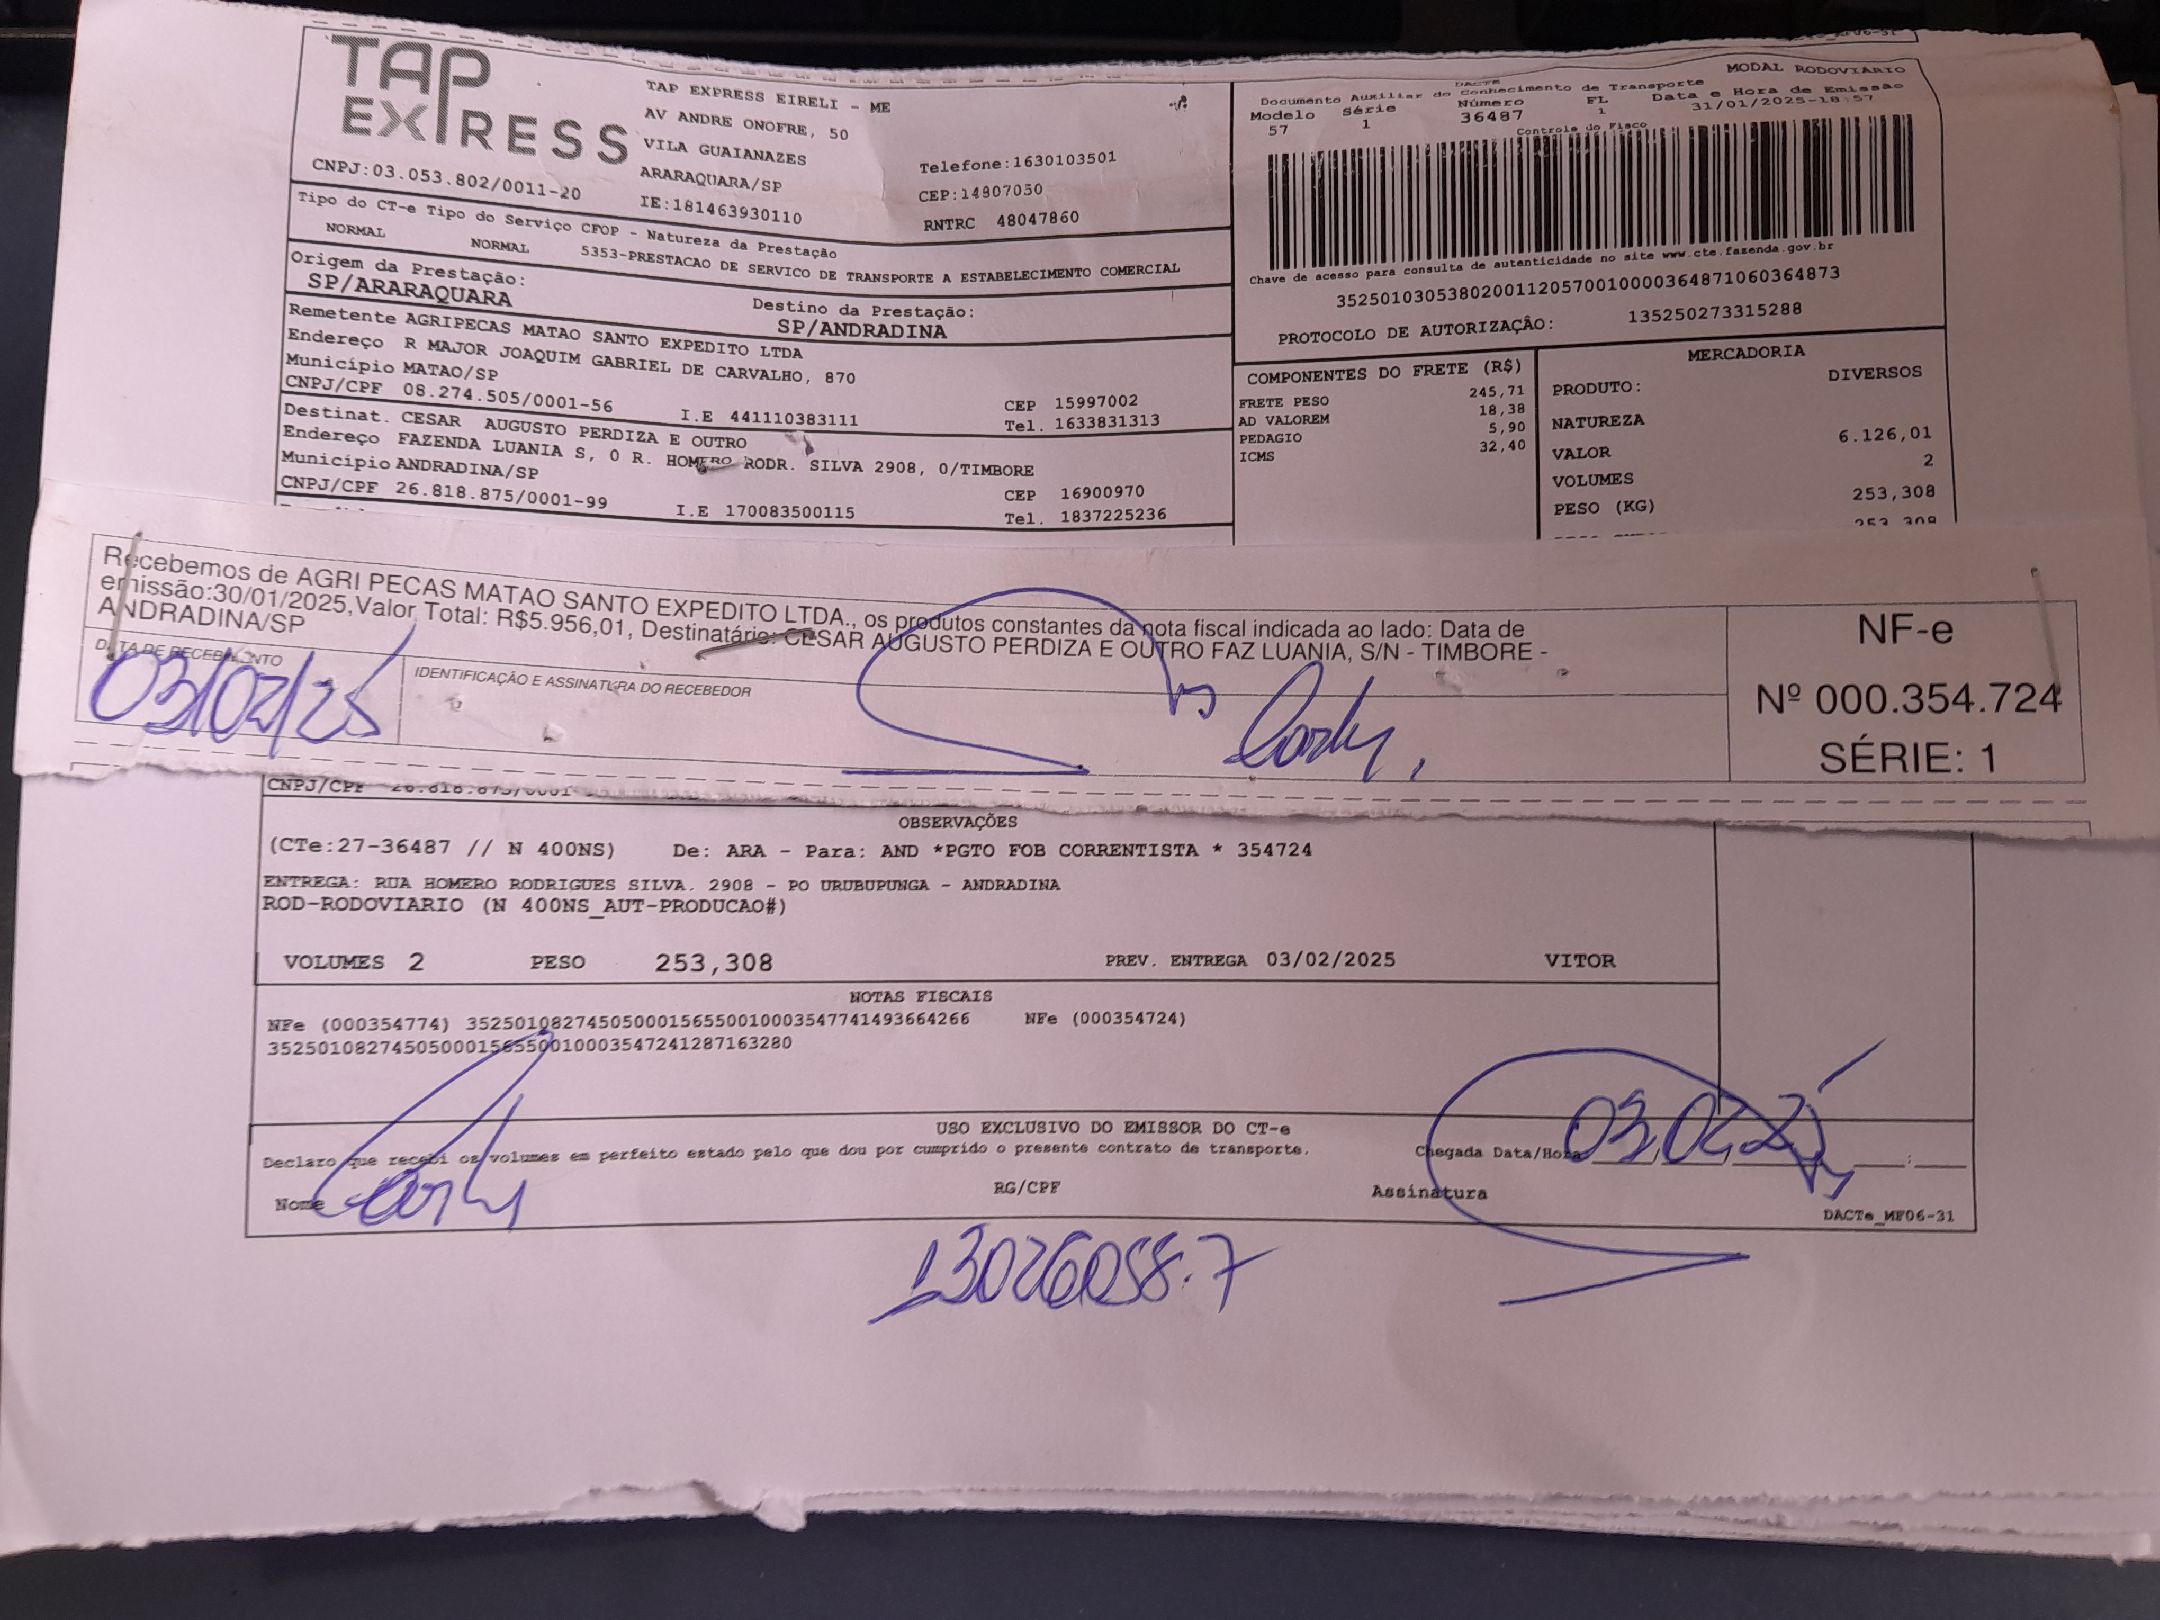 TAP
EXPRESS
TAP EXPRESS EIRELI - ME
AV ANDRE ONOFRE, 50
VILA GUAIANAZES
ARARAQUARA/SP
IE:181463930110
Telefone:1630103501
CEP:14807050
RNTRC 48047860
CNPJ:03.053.802/0011-20
MODAL RODOVIARIO
DACTE
Documento Auxiliar do Conhecimento de Transporte
Modelo Série Número FL Data e Hora de Emissão
57 1 36487 1 31/01/2025-18:57
Controle do Fisco
Chave de acesso para consulta de autenticidade no site www.cte.fazenda.gov.br
35250103053802001120570010000364871060364873
PROTOCOLO DE AUTORIZAÇÃO: 135250273315288
Tipo do CT-e Tipo do Serviço CFOP - Natureza da Prestação
NORMAL NORMAL 5353-PRESTACAO DE SERVICO DE TRANSPORTE A ESTABELECIMENTO COMERCIAL
Origem da Prestação: Destino da Prestação:
SP/ARARAQUARA SP/ANDRADINA
Remetente AGRIPECAS MATAO SANTO EXPEDITO LTDA
Endereço R MAJOR JOAQUIM GABRIEL DE CARVALHO, 870
Município MATAO/SP CEP 15997002
CNPJ/CPF 08.274.505/0001-56 I.E 441110383111 Tel. 1633831313
Destinat. CESAR AUGUSTO PERDIZA E OUTRO
Endereço FAZENDA LUANIA S, 0 R. HOMERO RODR. SILVA 2908, 0/TIMBORE
Município ANDRADINA/SP CEP 16900970
CNPJ/CPF 26.818.875/0001-99 I.E 170083500115 Tel. 1837225236
COMPONENTES DO FRETE (R$)
FRETE PESO 245,71
AD VALOREM 18,38
PEDAGIO 5,90
ICMS 32,40
MERCADORIA
PRODUTO: DIVERSOS
NATUREZA
VALOR 6.126,01
VOLUMES 2
PESO (KG) 253,308
253,308
Recebemos de AGRI PECAS MATAO SANTO EXPEDITO LTDA., os produtos constantes da nota fiscal indicada ao lado: Data de
emissão:30/01/2025,Valor Total: R$5.956,01, Destinatário: CESAR AUGUSTO PERDIZA E OUTRO FAZ LUANIA, S/N - TIMBORE -
ANDRADINA/SP
DATA DE RECEBIMENTO
03/02/25
IDENTIFICAÇÃO E ASSINATURA DO RECEBEDOR
NF-e
Nº 000.354.724
SÉRIE: 1
CNPJ/CPF 26.818.875/0001
OBSERVAÇÕES
(CTe:27-36487 // N 400NS) De: ARA - Para: AND *PGTO FOB CORRENTISTA * 354724
ENTREGA: RUA HOMERO RODRIGUES SILVA. 2908 - PO URUBUPUNGA - ANDRADINA
ROD-RODOVIARIO (N 400NS_AUT-PRODUCAO#)
VOLUMES 2 PESO 253,308 PREV. ENTREGA 03/02/2025 VITOR
NOTAS FISCAIS
NFe (000354774) 35250108274505000156550010003547741493664266 NFe (000354724)
35250108274505000156550010003547241287163280
USO EXCLUSIVO DO EMISSOR DO CT-e
Declaro que recebi os volumes em perfeito estado pelo que dou por cumprido o presente contrato de transporte.
Chegada Data/Hora 03,02,25
Nome RG/CPF Assinatura
DACTe_MF06-31
13026058.7